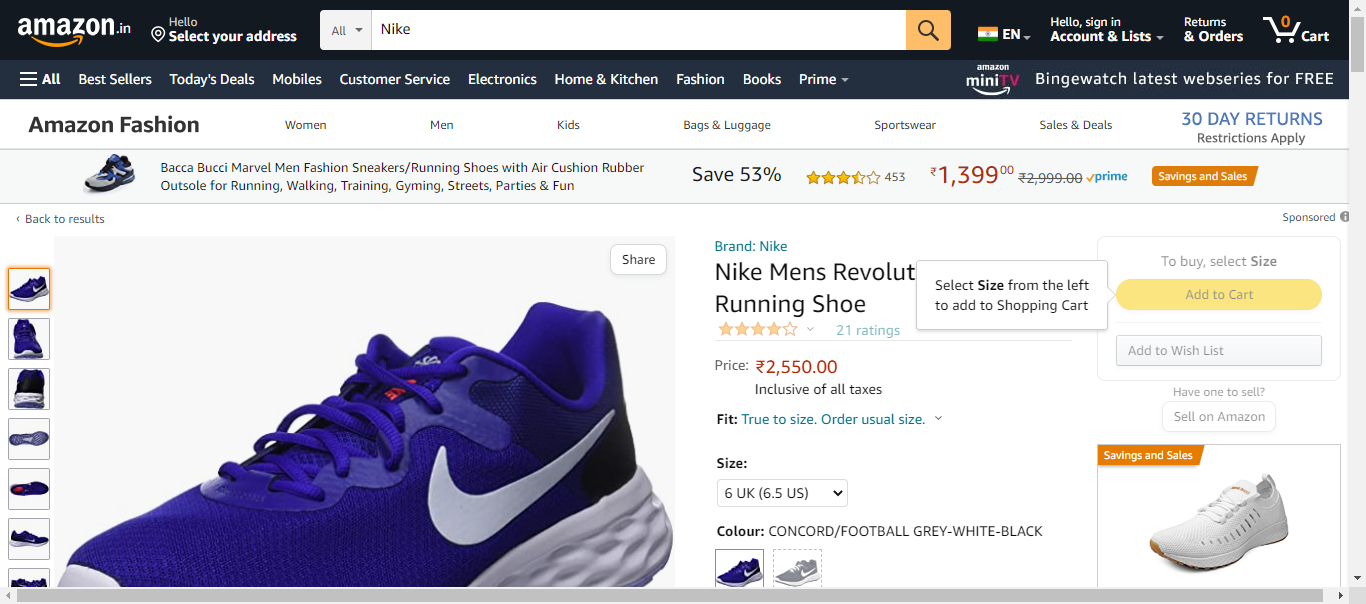 amazon.in
Hello
Select your address
All
Nike
EN
Hello, sign in
Account & Lists
Returns
& Orders
0
Cart
All
Best Sellers
Today's Deals
Mobiles
Customer Service
Electronics
Home & Kitchen
Fashion
Books
Prime
amazon
miniTV
Bingewatch latest webseries for FREE
Amazon Fashion
Women
Men
Kids
Bags & Luggage
Sportswear
Sales & Deals
30 DAY RETURNS
Restrictions Apply
Bacca Bucci Marvel Men Fashion Sneakers/Running Shoes with Air Cushion Rubber
Outsole for Running, Walking, Training, Gyming, Streets, Parties & Fun
Save 53%
453
₹1,39900
₹2,999.00
prime
Savings and Sales
‹ Back to results
Sponsored
Share
Brand: Nike
Nike Mens Revolut
Running Shoe
21 ratings
Price: ₹2,550.00
Inclusive of all taxes
Fit: True to size. Order usual size.
Size:
6 UK (6.5 US)
Colour: CONCORD/FOOTBALL GREY-WHITE-BLACK
Select Size from the left
to add to Shopping Cart
To buy, select Size
Add to Cart
Add to Wish List
Have one to sell?
Sell on Amazon
Savings and Sales